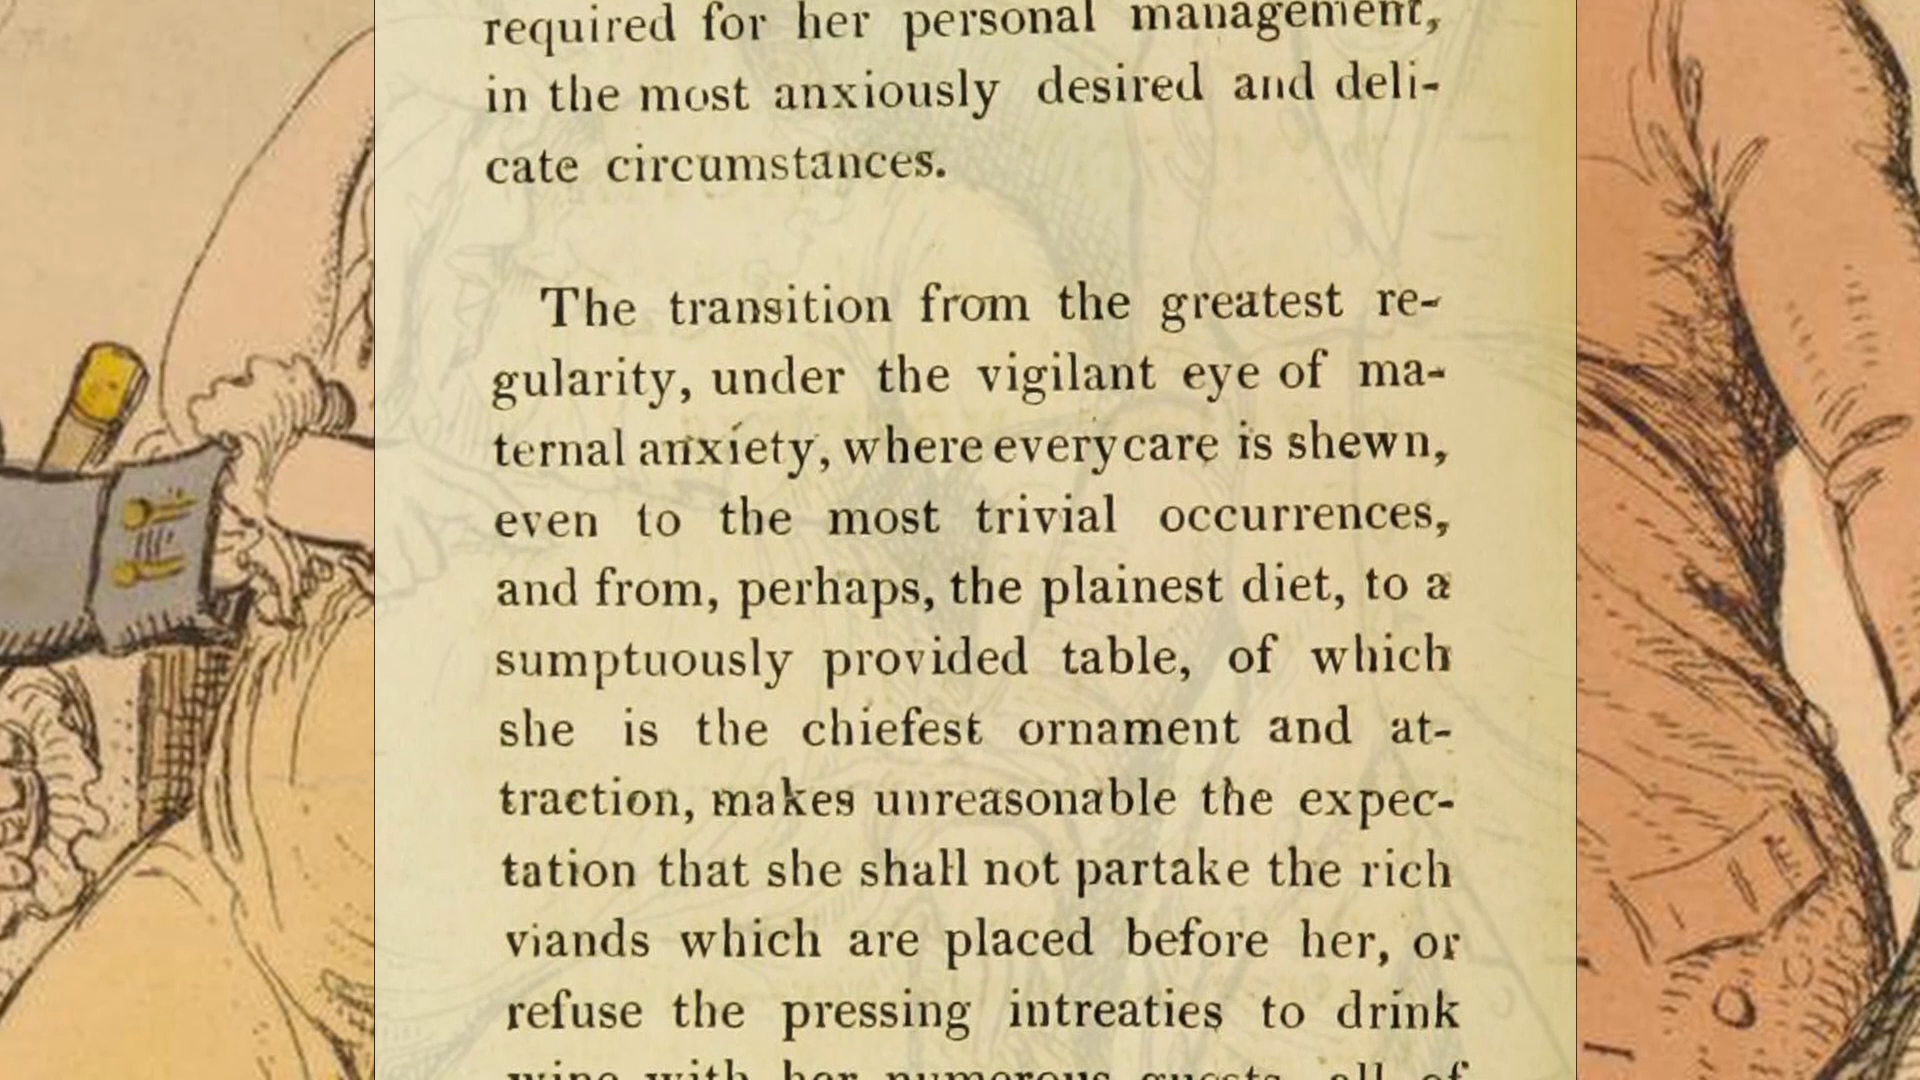 required for her personal management,
in the most anxiously desired and deli-
cate circumstances.
The transition from the greatest re-
gularity, under the vigilant eye of ma-
ternal anxiety, where every care is shewn,
even to the most trivial occurrences,
and from, perhaps, the plainest diet, to a
sumptuously provided table, of which
she is the chiefest ornament and at-
traction, makes unreasonable the expec-
tation that she shall not partake the rich
viands which are placed before her, or
refuse the pressing intreaties to drink
wine with her numerous guests, all of